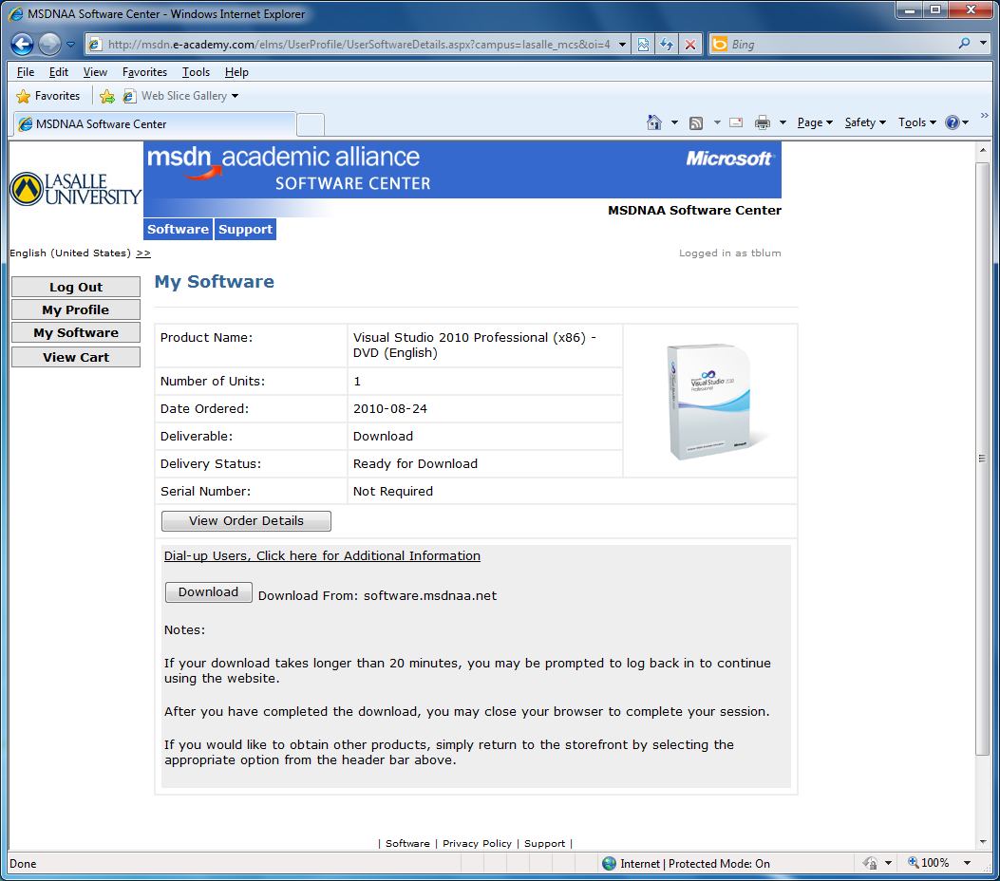 MSDNAA Software Center - Windows Internet Explorer
http://msdn.e-academy.com/elms/UserProfile/UserSoftwareDetails.aspx?campus=lasalle_mcs&oi=4
Bing
File Edit View Favorites Tools Help
Favorites Web Slice Gallery
MSDNAA Software Center
Page Safety Tools
LASALLE UNIVERSITY
msdn academic alliance
SOFTWARE CENTER
Microsoft
MSDNAA Software Center
Software Support
English (United States) >>
Logged in as tblum
Log Out
My Profile
My Software
View Cart
My Software
Product Name: Visual Studio 2010 Professional (x86) -
DVD (English)
Number of Units: 1
Date Ordered: 2010-08-24
Deliverable: Download
Delivery Status: Ready for Download
Serial Number: Not Required
Visual Studio 2010
Professional
Microsoft
View Order Details
Dial-up Users, Click here for Additional Information
Download Download From: software.msdnaa.net
Notes:
If your download takes longer than 20 minutes, you may be prompted to log back in to continue
using the website.
After you have completed the download, you may close your browser to complete your session.
If you would like to obtain other products, simply return to the storefront by selecting the
appropriate option from the header bar above.
| Software | Privacy Policy | Support |
Done
Internet | Protected Mode: On
100%